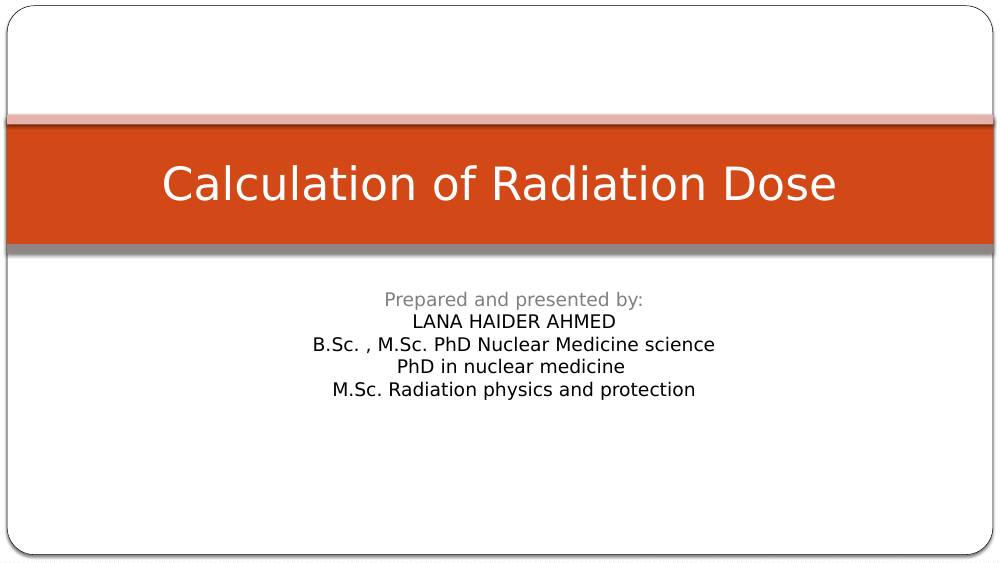 Calculation of Radiation Dose
Prepared and presented by:
LANA HAIDER AHMED
B.Sc. , M.Sc. PhD Nuclear Medicine science
PhD in nuclear medicine
M.Sc. Radiation physics and protection